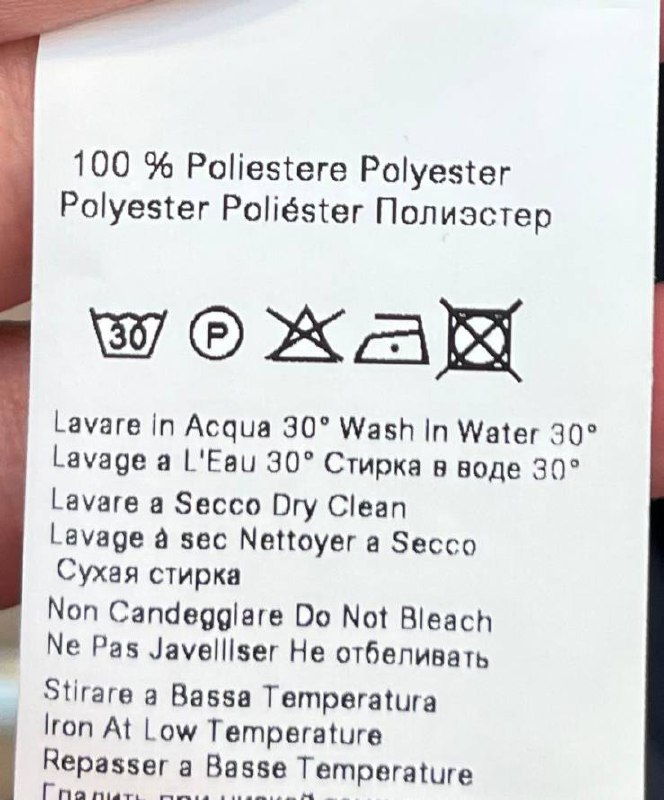 100 % Poliestere Polyester
Polyester Poliéster Полиэстер
30 P
Lavare in Acqua 30° Wash In Water 30°
Lavage a L'Eau 30° Стирка в воде 30°
Lavare a Secco Dry Clean
Lavage à sec Nettoyer a Secco
Сухая стирка
Non Candegglare Do Not Bleach
Ne Pas Javelliser Не отбеливать
Stirare a Bassa Temperatura
Iron At Low Temperature
Repasser a Basse Temperature